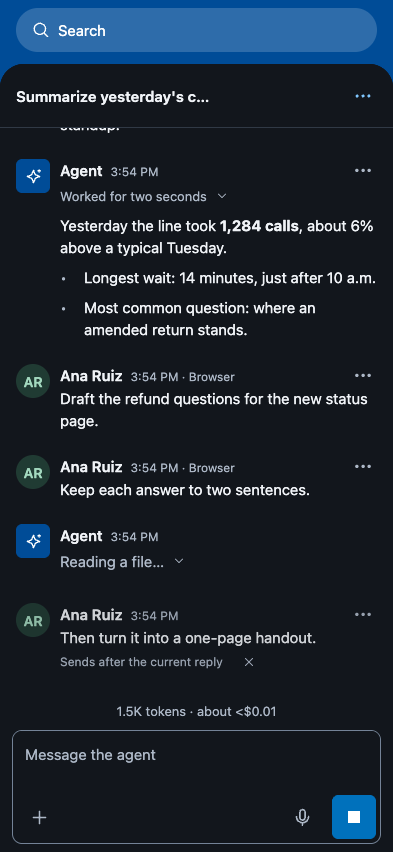 Search
Summarize yesterday's c...
standup.
Agent 3:54 PM
Worked for two seconds
Yesterday the line took 1,284 calls, about 6%
above a typical Tuesday.
• Longest wait: 14 minutes, just after 10 a.m.
• Most common question: where an
amended return stands.
AR Ana Ruiz 3:54 PM · Browser
Draft the refund questions for the new status
page.
AR Ana Ruiz 3:54 PM · Browser
Keep each answer to two sentences.
Agent 3:54 PM
Reading a file...
AR Ana Ruiz 3:54 PM
Then turn it into a one-page handout.
Sends after the current reply
1.5K tokens · about <$0.01
Message the agent